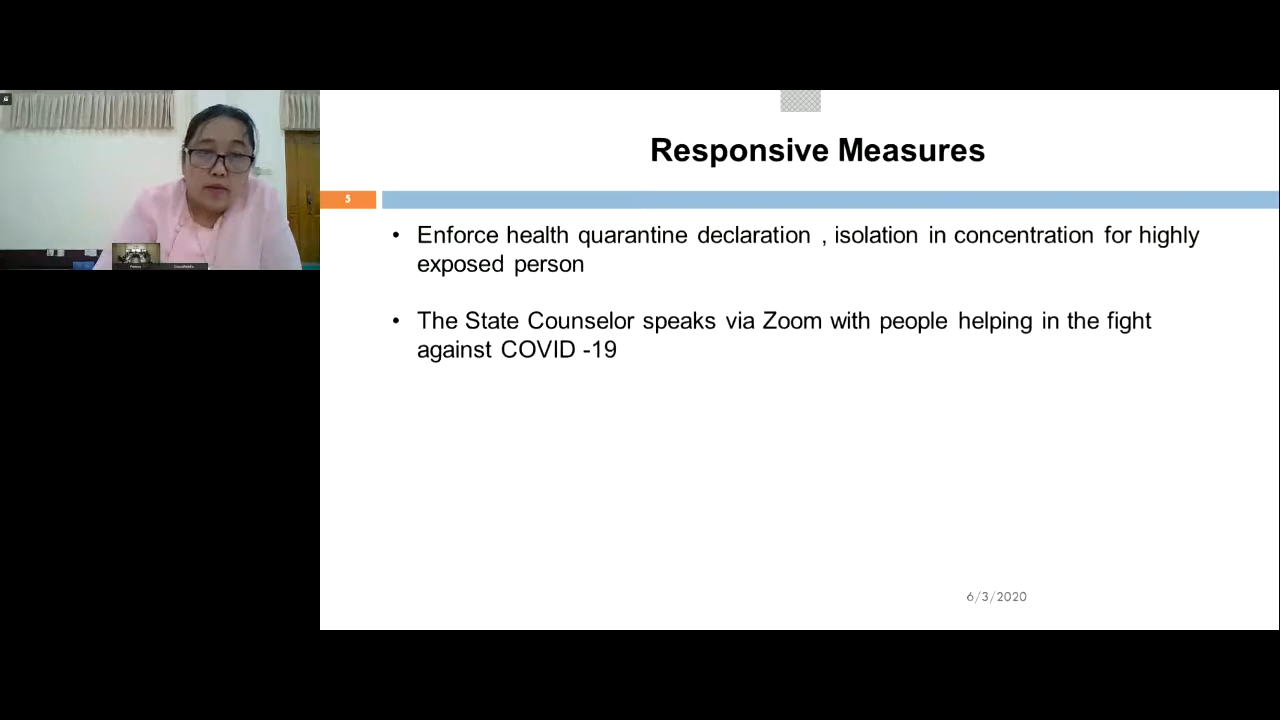 Responsive Measures
5
• Enforce health quarantine declaration , isolation in concentration for highly
exposed person
• The State Counselor speaks via Zoom with people helping in the fight
against COVID -19
6/3/2020